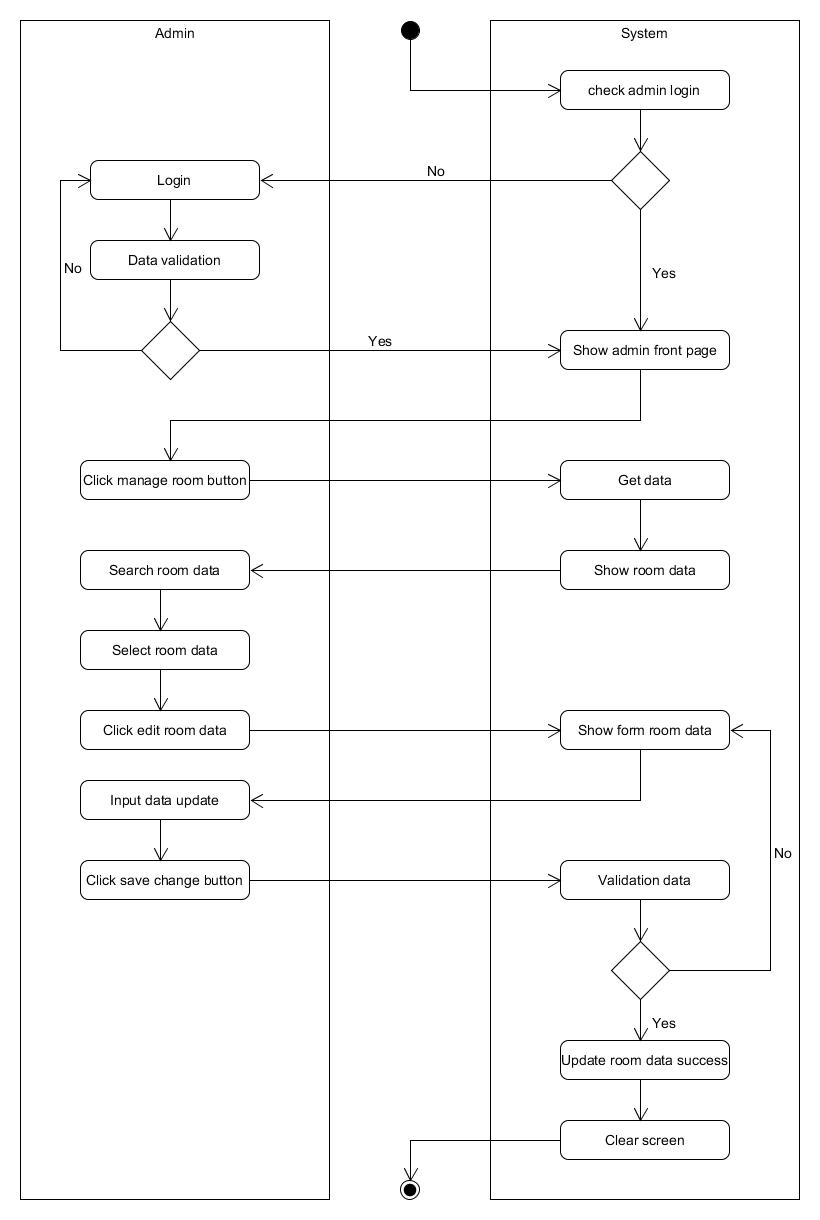 Admin
System
check admin login
Login
No
Data validation
No
Yes
Yes
Show admin front page
Click manage room button
Get data
Search room data
Show room data
Select room data
Click edit room data
Show form room data
Input data update
No
Click save change button
Validation data
Yes
Update room data success
Clear screen